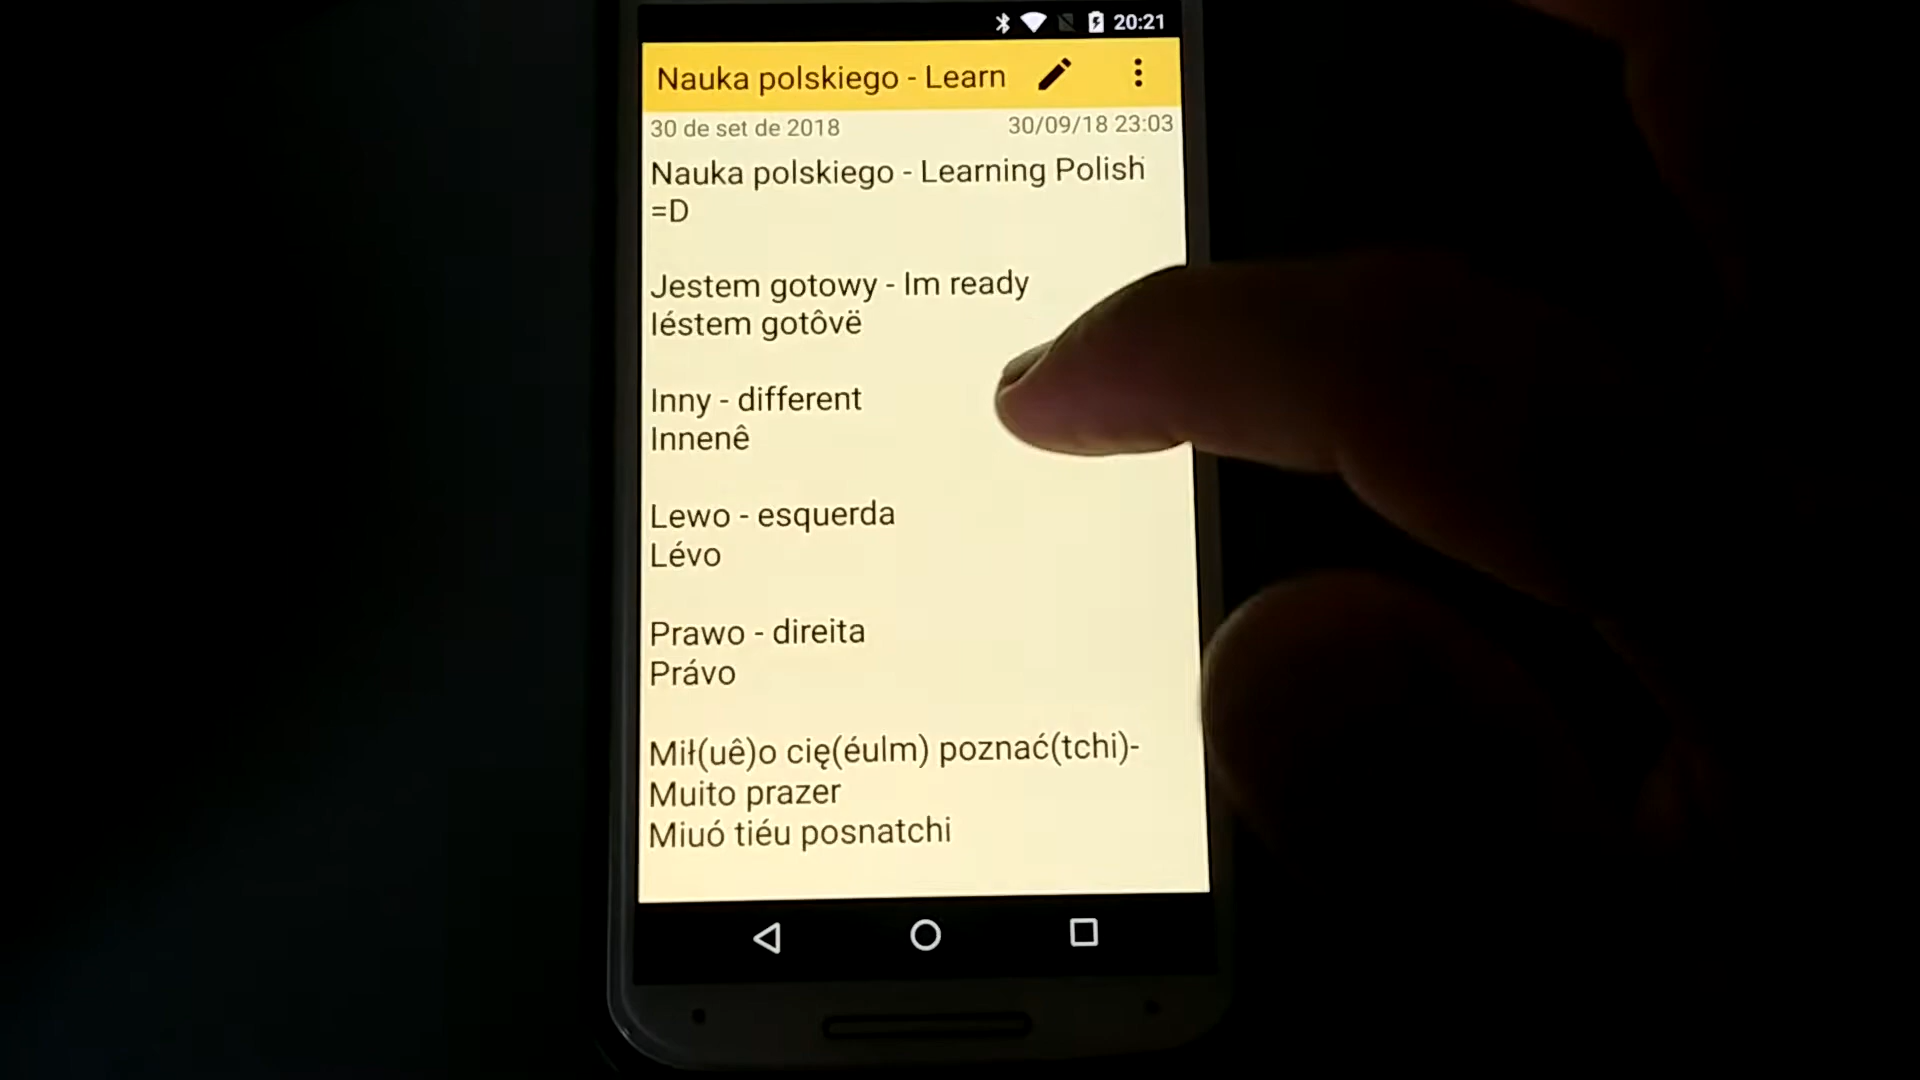 20:21
Nauka polskiego - Learn
30 de set de 2018 30/09/18 23:03
Nauka polskiego - Learning Polish
=D
Jestem gotowy - Im ready
Iéstem gotôvë
Inny - different
Innenê
Lewo - esquerda
Lévo
Prawo - direita
Právo
Mił(uê)o cię(éulm) poznać(tchi)-
Muito prazer
Miuó tiéu posnatchi